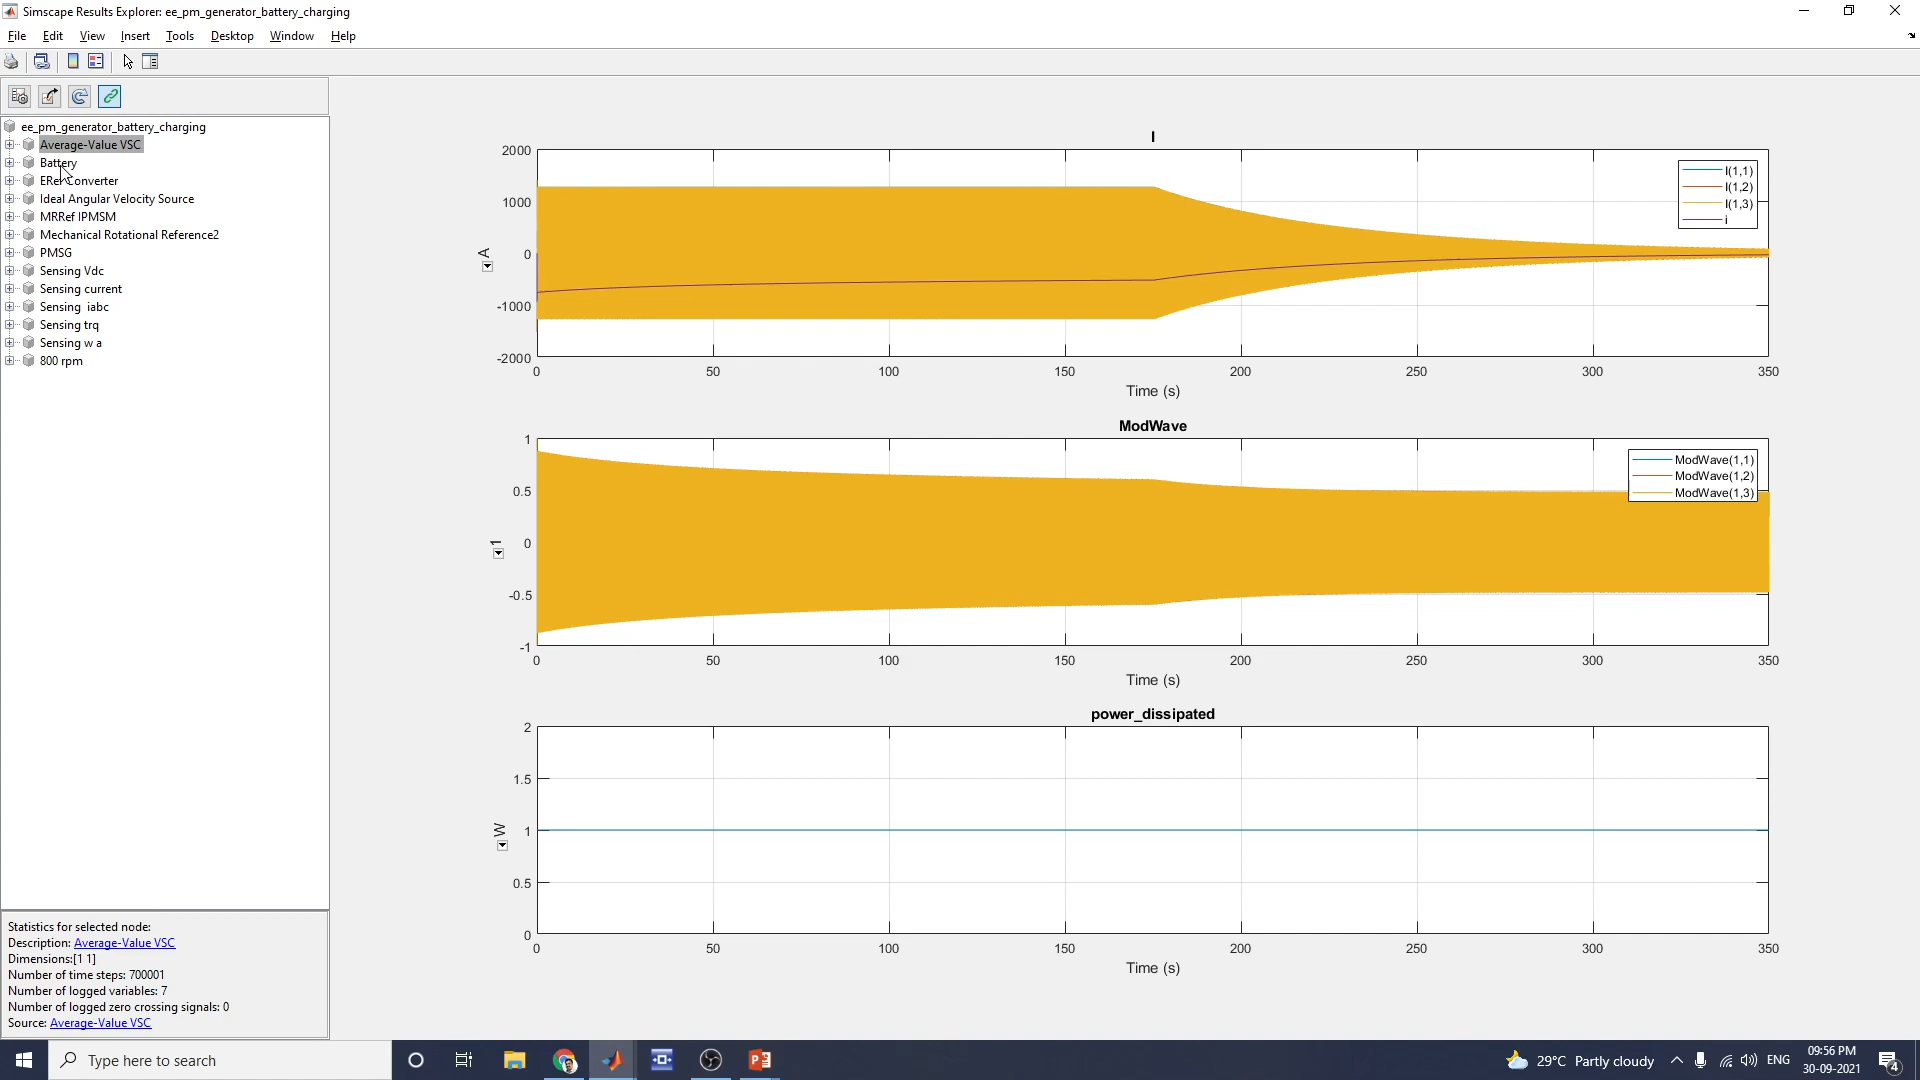 Simscape Results Explorer: ee_pm_generator_battery_charging
File Edit View Insert Tools Desktop Window Help
ee_pm_generator_battery_charging
Average-Value VSC
Battery
ERef Converter
Ideal Angular Velocity Source
MRRef IPMSM
Mechanical Rotational Reference2
PMSG
Sensing Vdc
Sensing current
Sensing iabc
Sensing trq
Sensing w a
800 rpm
Statistics for selected node:
Description: Average-Value VSC
Dimensions:[1 1]
Number of time steps: 700001
Number of logged variables: 7
Number of logged zero crossing signals: 0
Source: Average-Value VSC
I
2000
1000
0
-1000
-2000
A
0 50 100 150 200 250 300 350
Time (s)
I(1,1)
I(1,2)
I(1,3)
i
ModWave
1
0.5
0
-0.5
-1
1
0 50 100 150 200 250 300 350
Time (s)
ModWave(1,1)
ModWave(1,2)
ModWave(1,3)
power_dissipated
2
1.5
1
0.5
0
W
0 50 100 150 200 250 300 350
Time (s)
Type here to search
29°C Partly cloudy
ENG
09:56 PM
30-09-2021
4